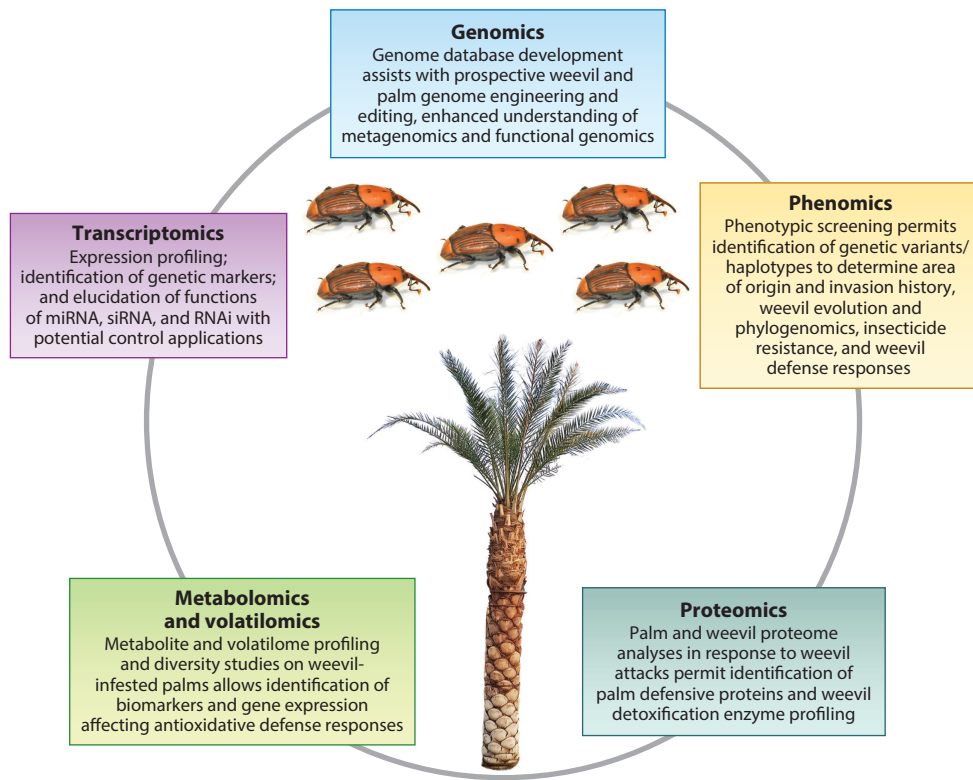 Genomics
Genome database development
assists with prospective weevil and
palm genome engineering and
editing, enhanced understanding of
metagenomics and functional genomics
Phenomics
Phenotypic screening permits
identification of genetic variants/
haplotypes to determine area
of origin and invasion history,
weevil evolution and
phylogenomics, insecticide
resistance, and weevil
defense responses
Transcriptomics
Expression profiling;
identification of genetic markers;
and elucidation of functions
of miRNA, siRNA, and RNAi with
potential control applications
Metabolomics
and volatilomics
Metabolite and volatilome profiling
and diversity studies on weevil-
infested palms allows identification of
biomarkers and gene expression
affecting antioxidative defense responses
Proteomics
Palm and weevil proteome
analyses in response to weevil
attacks permit identification of
palm defensive proteins and weevil
detoxification enzyme profiling